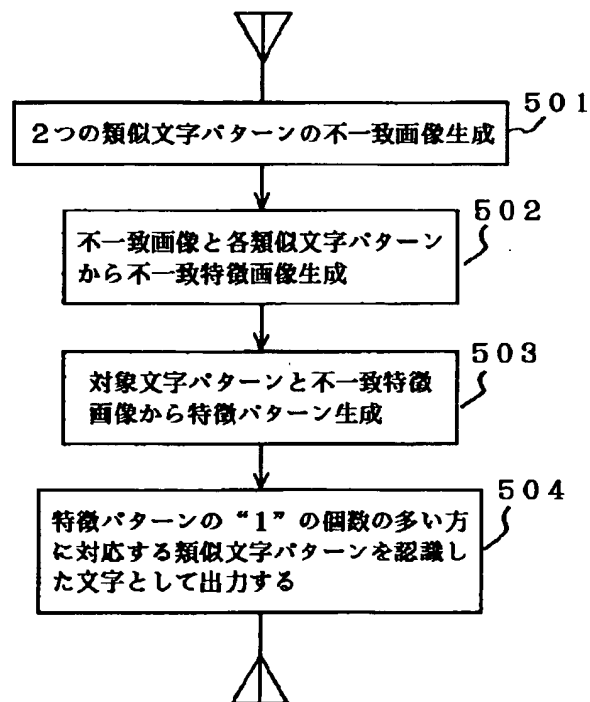 501
2つの類似文字パターンの不一致画像生成
502
不一致画像と各類似文字パターン
から不一致特徴画像生成
503
対象文字パターンと不一致特徴
画像から特徴パターン生成
504
特徴パターンの“1”の個数の多い方
に対応する類似文字パターンを認識し
た文字として出力する